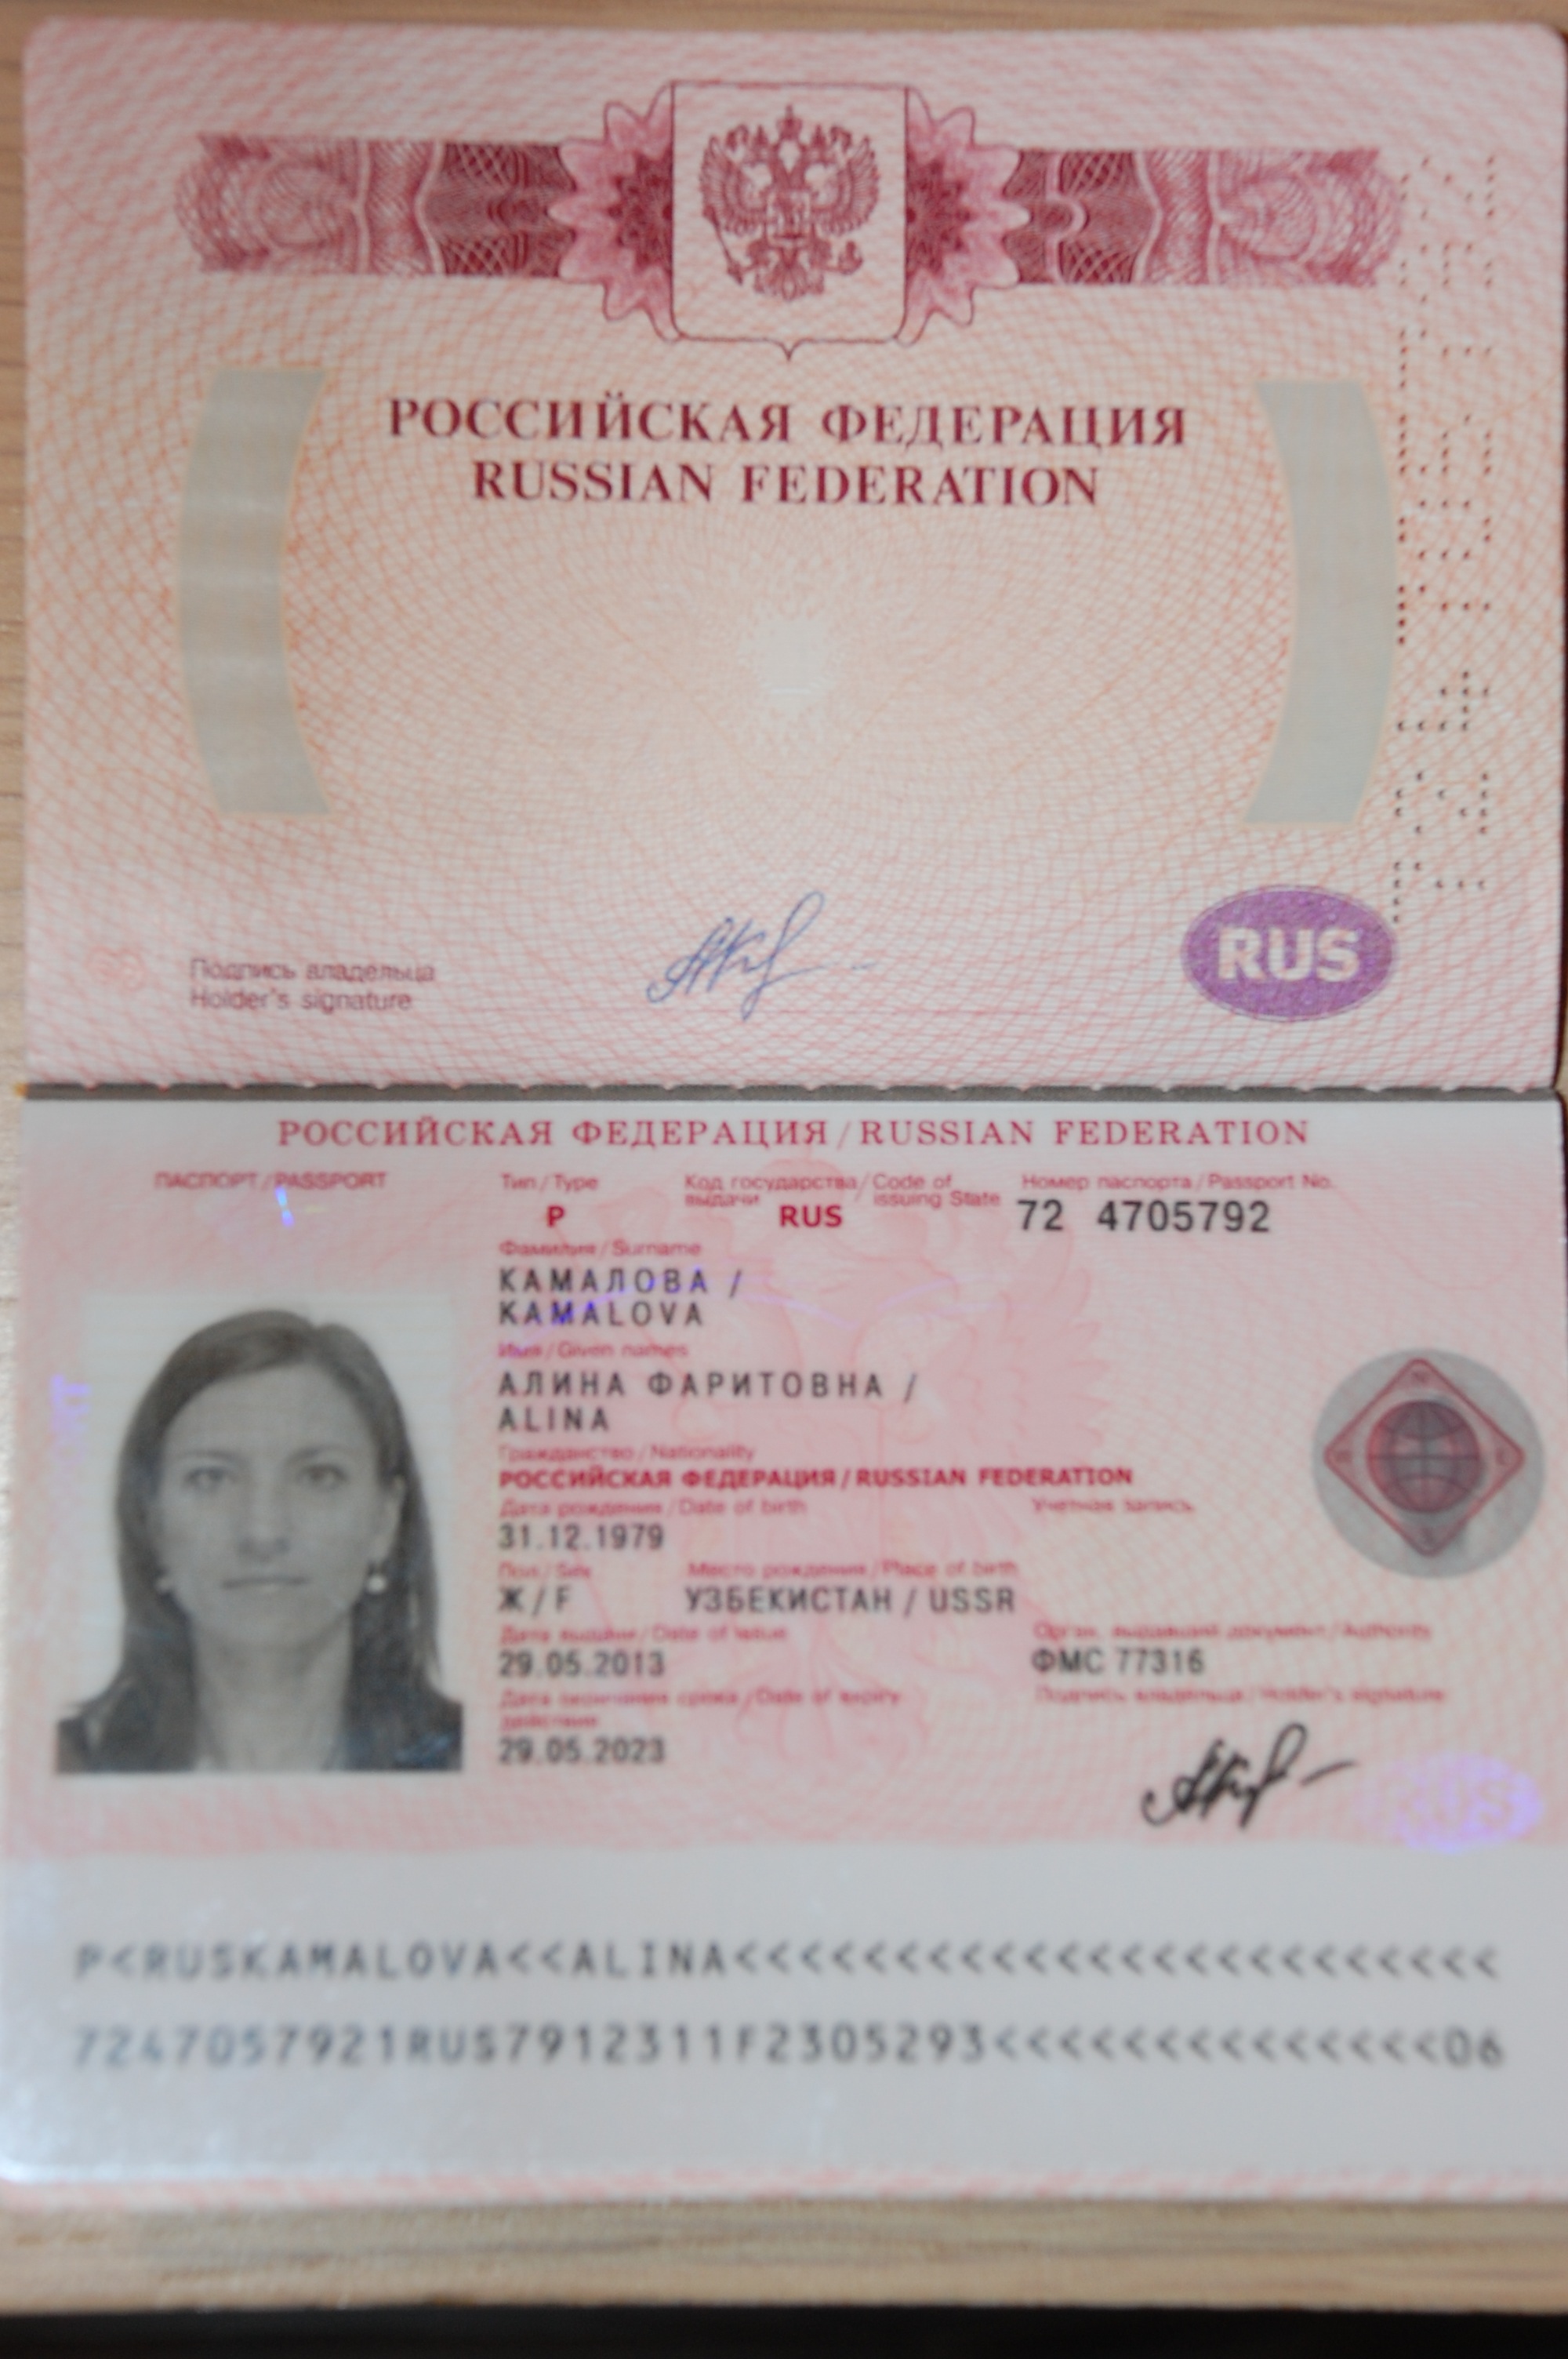 РОССИЙСКАЯ ФЕДЕРАЦИЯ
RUSSIAN FEDERATION
Подпись владельца
Holder's signature
RUS
РОССИЙСКАЯ ФЕДЕРАЦИЯ / RUSSIAN FEDERATION
ПАСПОРТ / PASSPORT
Тип / Type
Код государства / Code of
выдачи issuing State
Номер паспорта / Passport No.
P RUS 72 4705792
Фамилия / Surname
КАМАЛОВА /
KAMALOVA
Имя / Given names
АЛИНА ФАРИТОВНА /
ALINA
Гражданство / Nationality
РОССИЙСКАЯ ФЕДЕРАЦИЯ / RUSSIAN FEDERATION
Дата рождения / Date of birth Учетная запись
31.12.1979
Пол / Sex Место рождения / Place of birth
Ж / F УЗБЕКИСТАН / USSR
Дата выдачи / Date of issue Орган, выдавший документ / Authority
29.05.2013 ФМС 77316
Дата окончания срока / Date of expiry Подпись владельца / Holder's signature
действия
29.05.2023
RUS
P<RUSKAMALOVA<<ALINA<<<<<<<<<<<<<<<<<<<<<<<<
7247057921RUS7912311F2305293<<<<<<<<<<<<<<06